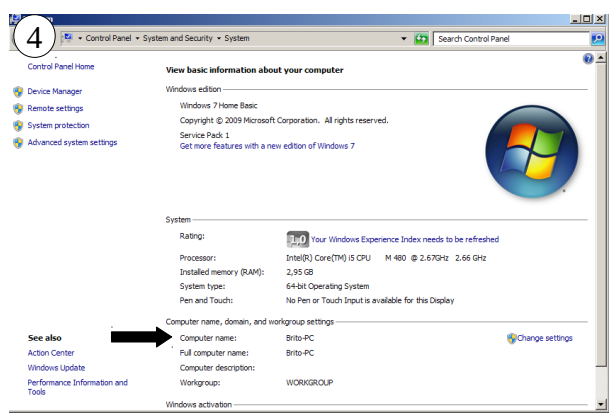 4
Control Panel
System and Security
System
Search Control Panel
Control Panel Home
Device Manager
Remote settings
System protection
Advanced system settings
View basic information about your computer
Windows edition
Windows 7 Home Basic
Copyright © 2009 Microsoft Corporation. All rights reserved.
Service Pack 1
Get more features with a new edition of Windows 7
System
Rating: 1,0 Your Windows Experience Index needs to be refreshed
Processor: Intel(R) Core(TM) i5 CPU M 480 @ 2.67GHz 2.66 GHz
Installed memory (RAM): 2,95 GB
System type: 64-bit Operating System
Pen and Touch: No Pen or Touch Input is available for this Display
Computer name, domain, and workgroup settings
Computer name: Brito-PC
Change settings
Full computer name: Brito-PC
Computer description:
Workgroup: WORKGROUP
Windows activation
See also
Action Center
Windows Update
Performance Information and
Tools